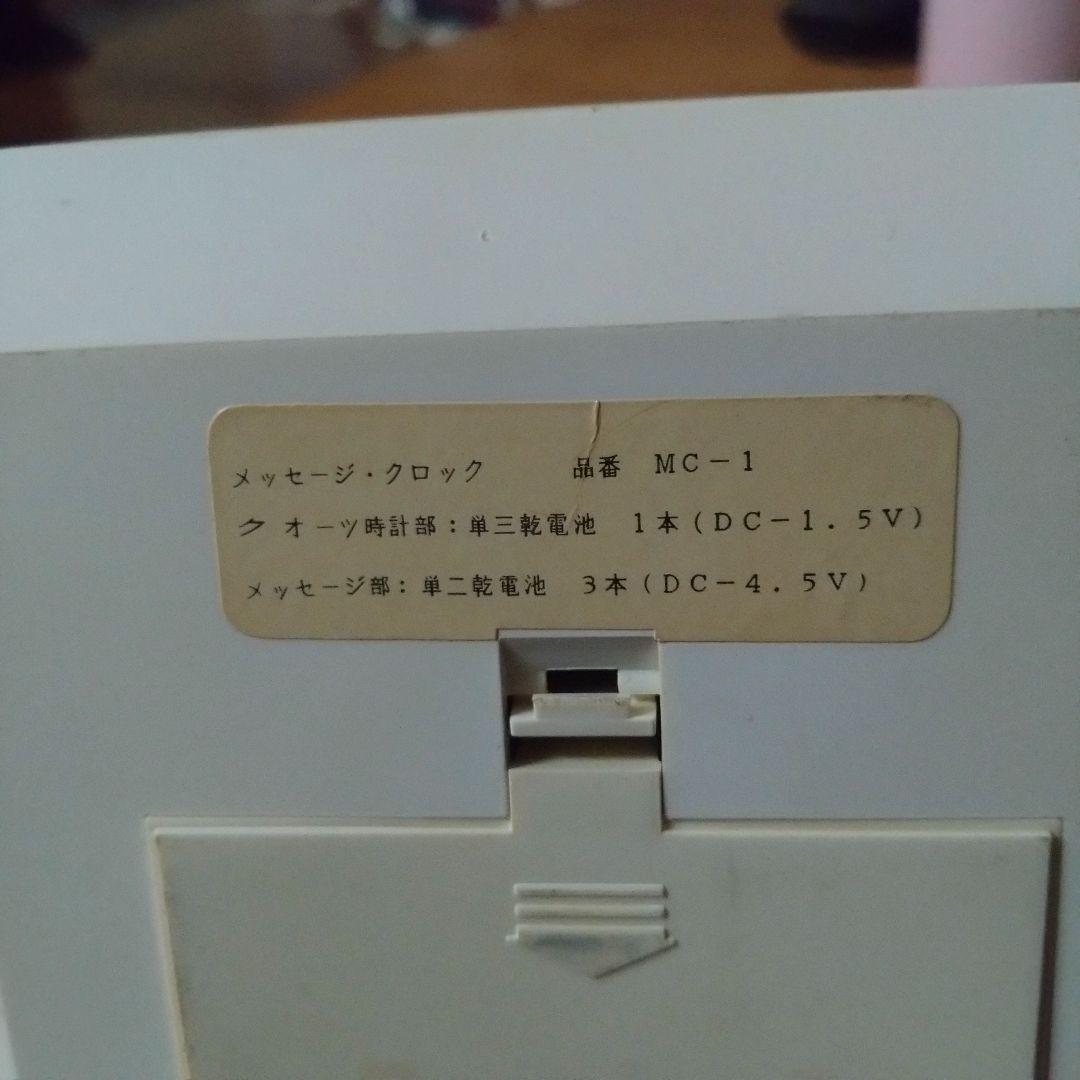 メッセージ・クロック　　　品番　MC－1
クオーツ時計部：単三乾電池　1本（DC－1．5V）
メッセージ部：単二乾電池　3本（DC－4．5V）